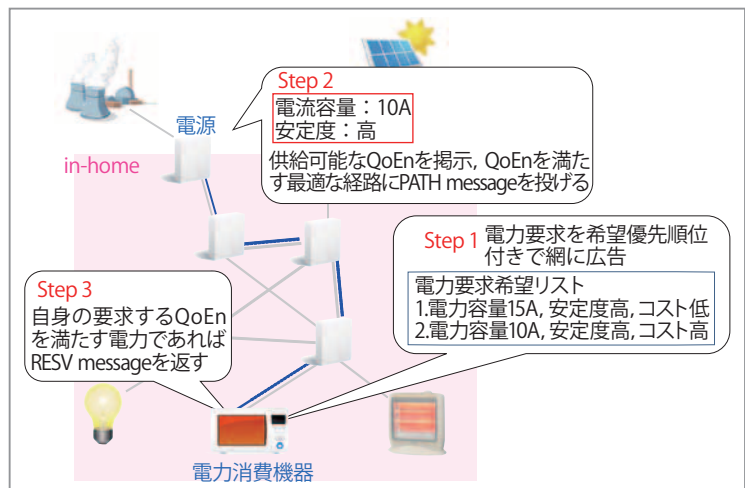 Step 2
電流容量：10A
安定度：高
供給可能なQoEnを掲示, QoEnを満た
す最適な経路にPATH messageを投げる
電源
in-home
Step 1
電力要求を希望優先順位
付きで網に広告
電力要求希望リスト
1.電力容量15A, 安定度高, コスト低
2.電力容量10A, 安定度高, コスト高
Step 3
自身の要求するQoEn
を満たす電力であれば
RESV messageを返す
電力消費機器